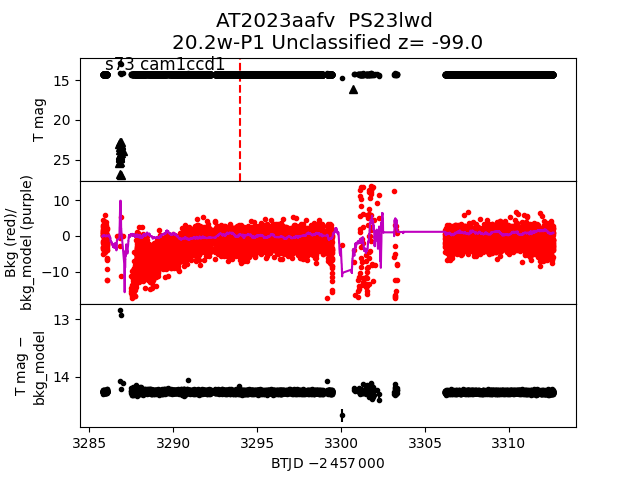 AT2023aafv  PS23lwd
20.2w-P1 Unclassified z= -99.0
s73 cam1ccd1
15
20
25
T mag
10
0
−10
Bkg (red)/
bkg_model (purple)
13
14
T mag −
bkg_model
3285 3290 3295 3300 3305 3310
BTJD −2 457 000